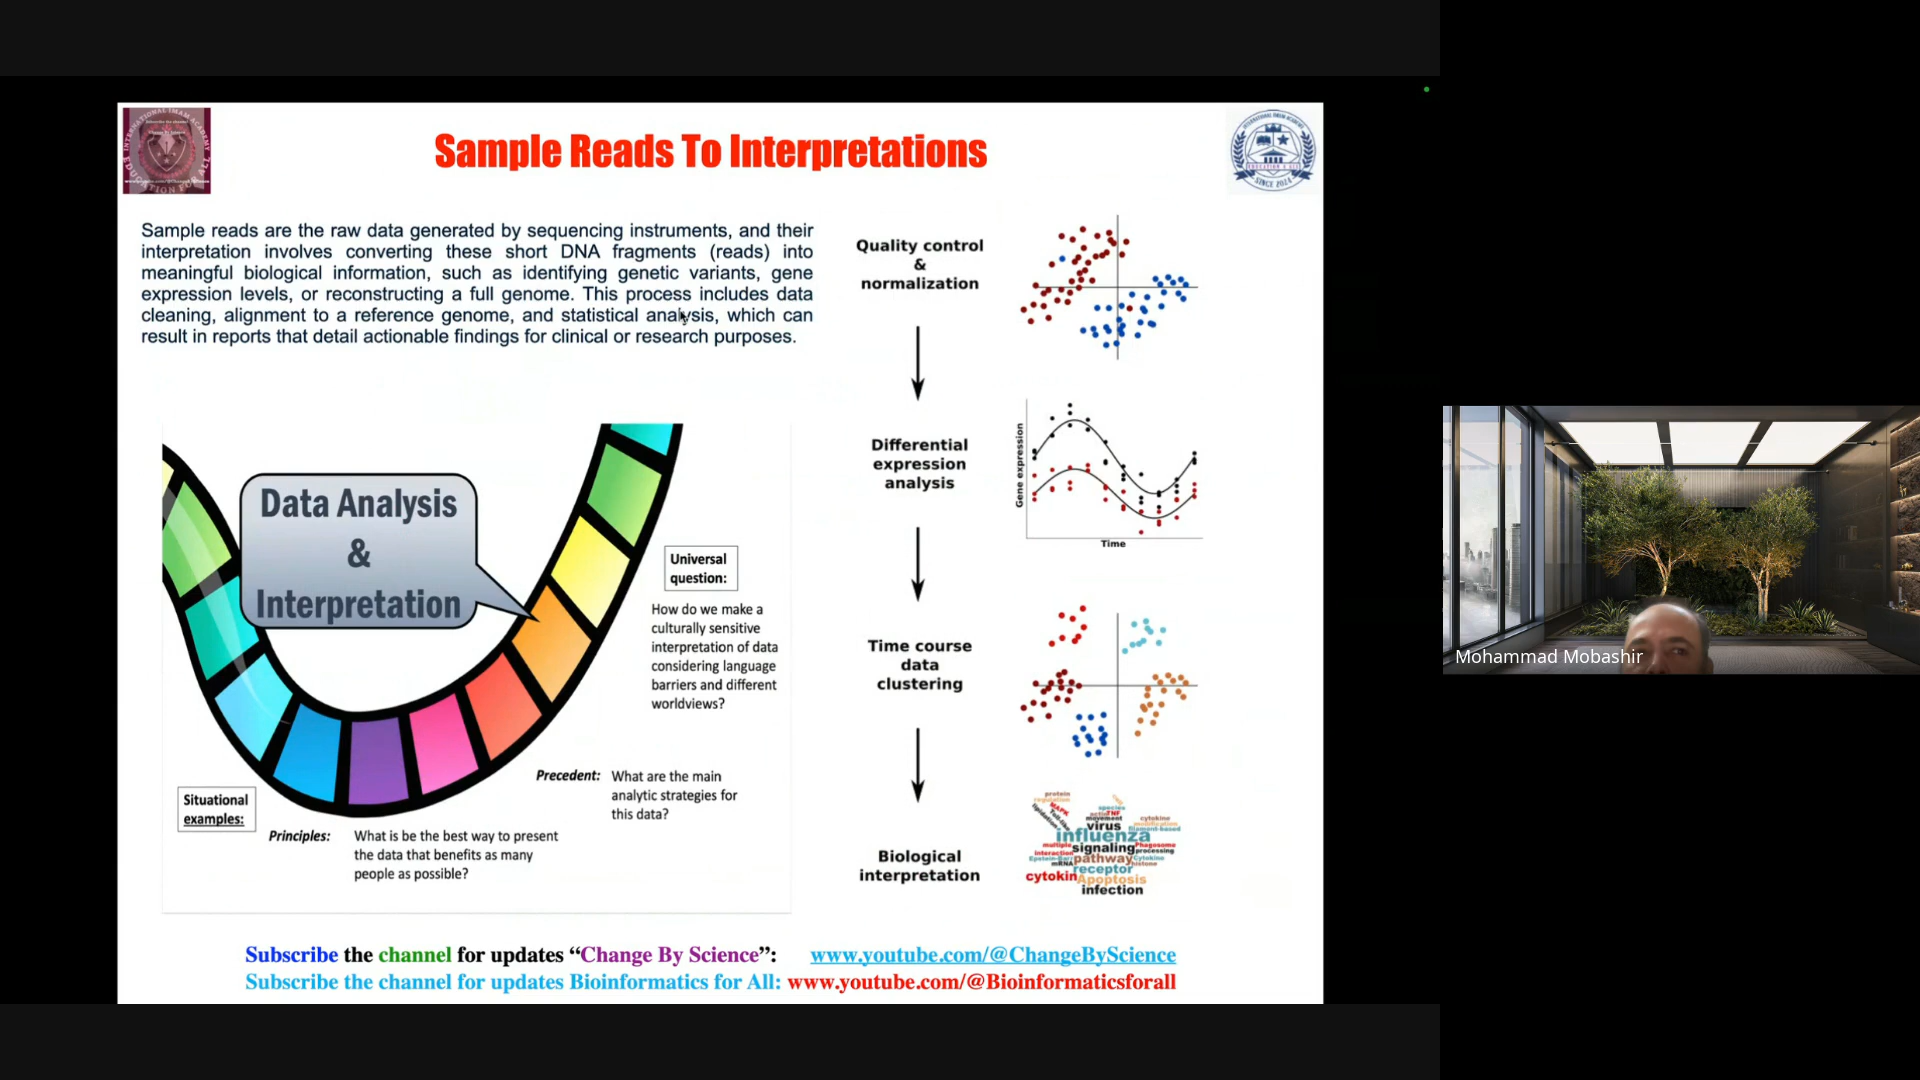 Sample Reads To Interpretations
Sample reads are the raw data generated by sequencing instruments, and their
interpretation involves converting these short DNA fragments (reads) into
meaningful biological information, such as identifying genetic variants, gene
expression levels, or reconstructing a full genome. This process includes data
cleaning, alignment to a reference genome, and statistical analysis, which can
result in reports that detail actionable findings for clinical or research purposes.
Data Analysis
&
Interpretation
Universal
question:
How do we make a
culturally sensitive
interpretation of data
considering language
barriers and different
worldviews?
Precedent: What are the main
analytic strategies for
this data?
Situational
examples:
Principles: What is be the best way to present
the data that benefits as many
people as possible?
Quality control
&
normalization
Differential
expression
analysis
Gene expression
Time
Time course
data
clustering
Biological
interpretation
protein
regulation
species
TNF
movement
cytokine
virus
filament-based
influenza
multiple
signaling
Phagosome
processing
interaction
Epstein-Barr
pathway
Cytokine
mRNA
histone
receptor
cytokin
Apoptosis
infection
Subscribe the channel for updates “Change By Science”: www.youtube.com/@ChangeByScience
Subscribe the channel for updates Bioinformatics for All: www.youtube.com/@Bioinformaticsforall
SINCE 2024
Mohammad Mobashir